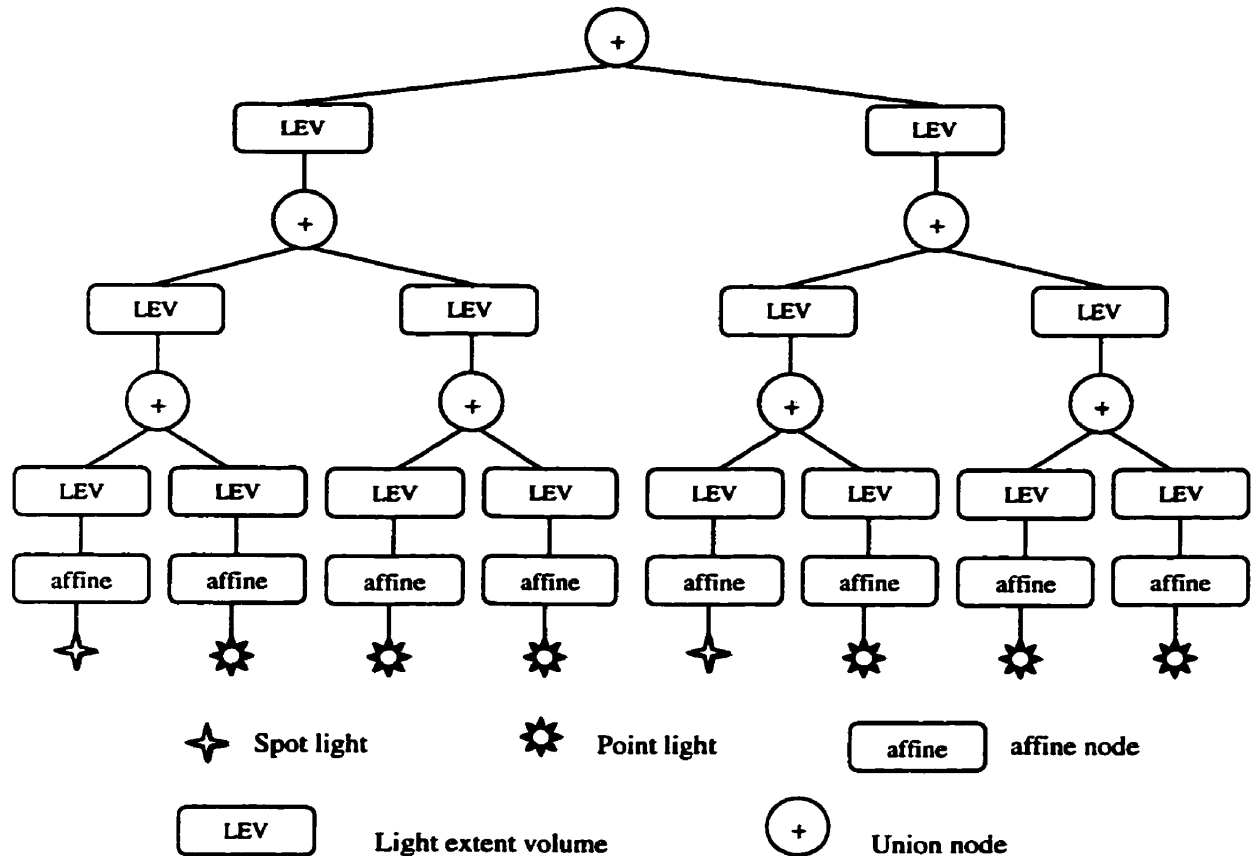 +
LEV LEV
+ +
LEV LEV LEV LEV
+ + + +
LEV LEV LEV LEV LEV LEV LEV LEV
affine affine affine affine affine affine affine affine
Spot light Point light affine affine node
LEV Light extent volume + Union node